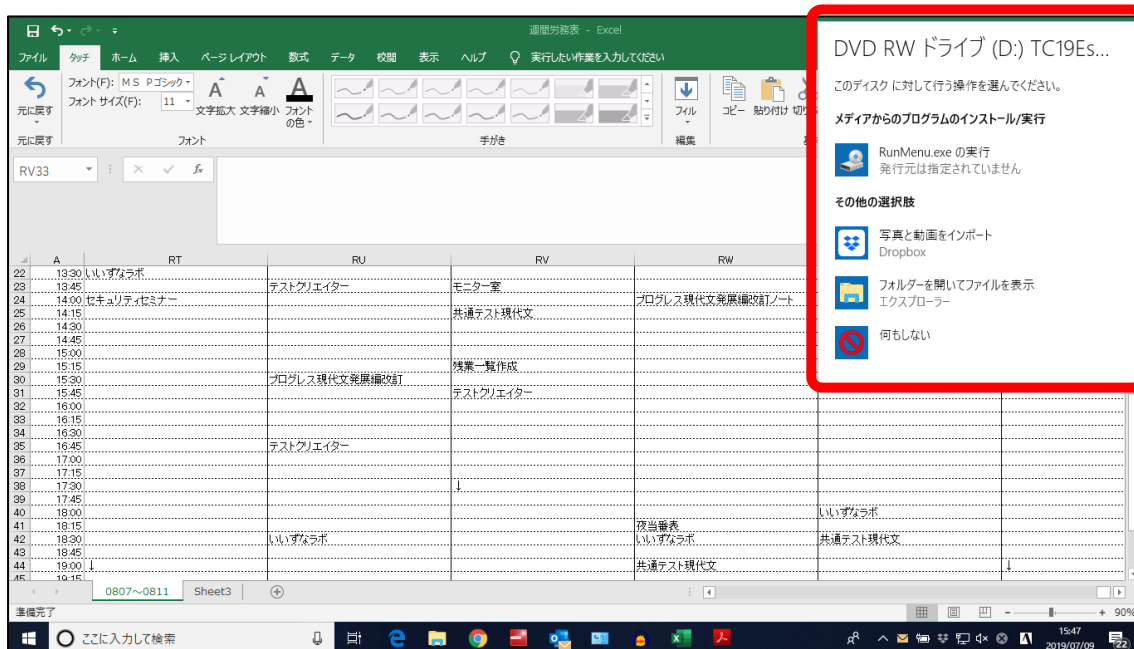 週間労務表 - Excel
ファイル タッチ ホーム 挿入 ページ レイアウト 数式 データ 校閲 表示 ヘルプ 実行したい作業を入力してください
元に戻す
フォント(F): ＭＳ Ｐゴシック
フォント サイズ(F): 11
文字拡大 文字縮小 フォントの色
フィル
コピー 貼り付け
元に戻す フォント 手がき 編集
RV33
fx
A RT RU RV RW
22 13:30 いいずなラボ
23 13:45 テストクリエイター モニター室
24 14:00 セキュリティセミナー プログレス現代文発展編改訂ノート
25 14:15 共通テスト現代文
26 14:30
27 14:45
28 15:00
29 15:15 残業一覧作成
30 15:30 プログレス現代文発展編改訂
31 15:45 テストクリエイター
32 16:00
33 16:15
34 16:30
35 16:45 テストクリエイター
36 17:00
37 17:15
38 17:30 ↓
39 17:45
40 18:00 いいずなラボ
41 18:15 夜当番表
42 18:30 いいずなラボ いいずなラボ 共通テスト現代文
43 18:45
44 19:00 ↓ 共通テスト現代文 ↓
45 19:15
0807～0811 Sheet3
準備完了
90%
ここに入力して検索
15:47
2019/07/09
22
DVD RW ドライブ (D:) TC19Es...
このディスク に対して行う操作を選んでください。
メディアからのプログラムのインストール/実行
RunMenu.exe の実行
発行元は指定されていません
その他の選択肢
写真と動画をインポート
Dropbox
フォルダーを開いてファイルを表示
エクスプローラー
何もしない